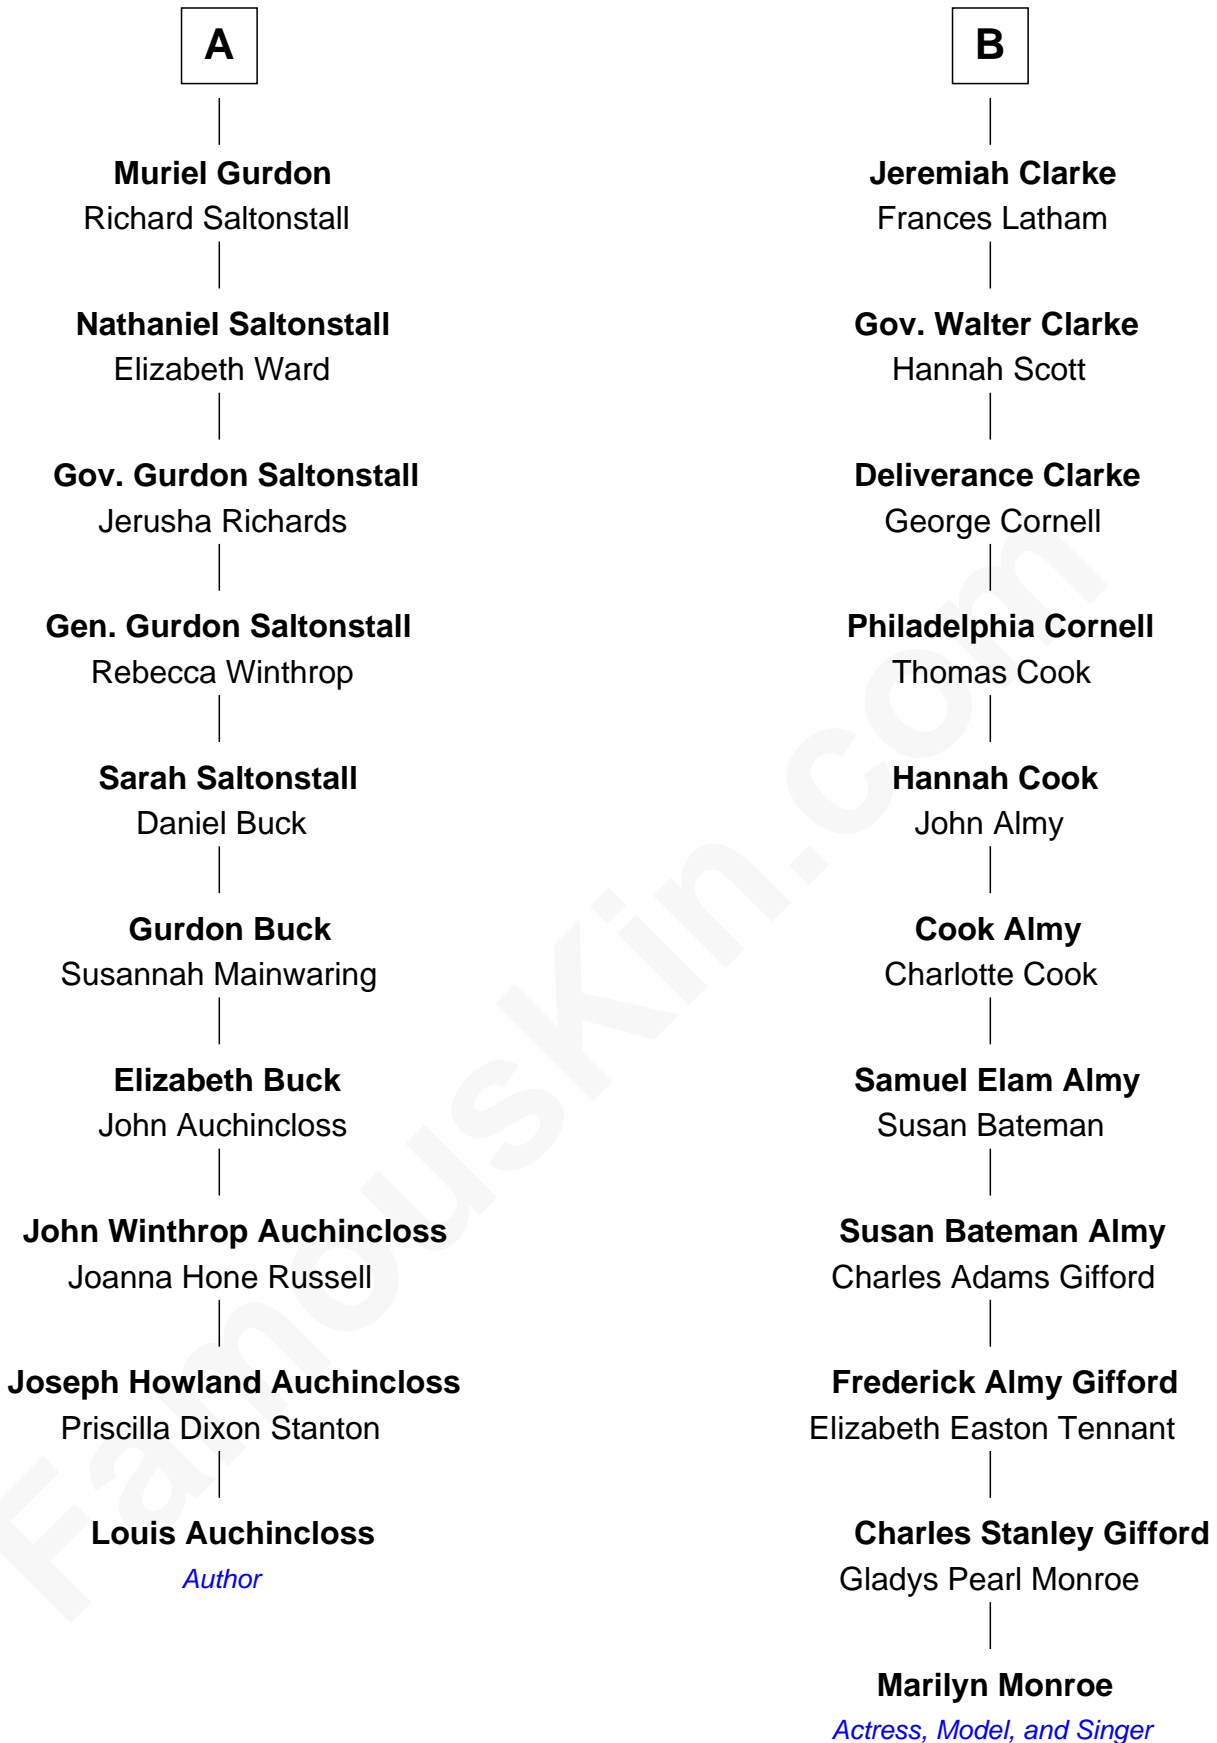 A
Muriel Gurdon
Richard Saltonstall
Nathaniel Saltonstall
Elizabeth Ward
Gov. Gurdon Saltonstall
Jerusha Richards
Gen. Gurdon Saltonstall
Rebecca Winthrop
Sarah Saltonstall
Daniel Buck
Gurdon Buck
Susannah Mainwaring
Elizabeth Buck
John Auchincloss
John Winthrop Auchincloss
Joanna Hone Russell
Joseph Howland Auchincloss
Priscilla Dixon Stanton
Louis Auchincloss
Author
B
Jeremiah Clarke
Frances Latham
Gov. Walter Clarke
Hannah Scott
Deliverance Clarke
George Cornell
Philadelphia Cornell
Thomas Cook
Hannah Cook
John Almy
Cook Almy
Charlotte Cook
Samuel Elam Almy
Susan Bateman
Susan Bateman Almy
Charles Adams Gifford
Frederick Almy Gifford
Elizabeth Easton Tennant
Charles Stanley Gifford
Gladys Pearl Monroe
Marilyn Monroe
Actress, Model, and Singer
FamousKin.com